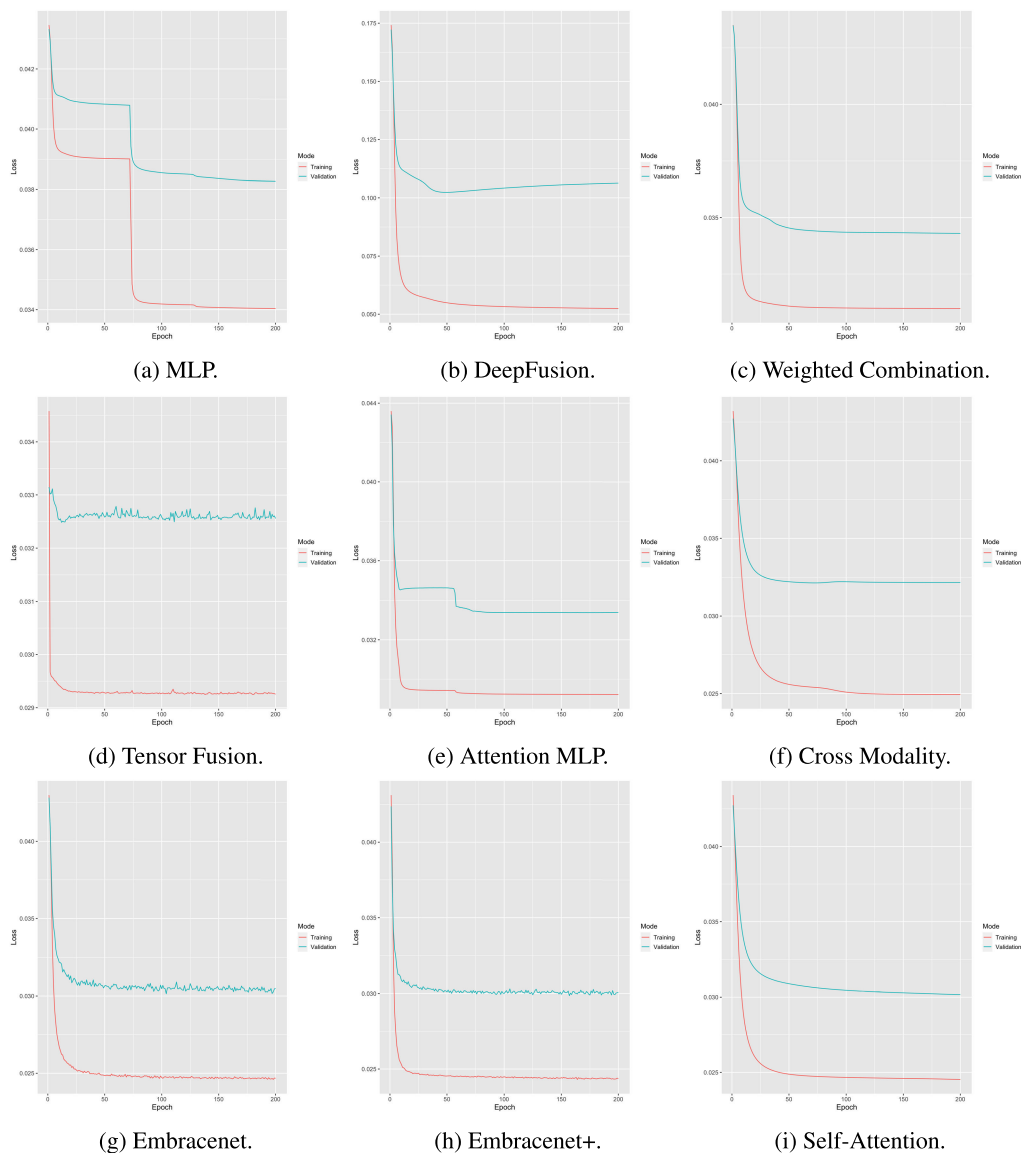 0.042
0.040
0.038
0.036
0.034
Loss
0 50 100 150 200
Epoch
Mode
Training
Validation
(a) MLP.
0.175
0.150
0.125
0.100
0.075
0.050
Loss
0 50 100 150 200
Epoch
Mode
Training
Validation
(b) DeepFusion.
0.040
0.035
Loss
0 50 100 150 200
Epoch
Mode
Training
Validation
(c) Weighted Combination.
0.034
0.033
0.032
0.031
0.030
0.029
Loss
0 50 100 150 200
Epoch
Mode
Training
Validation
(d) Tensor Fusion.
0.044
0.040
0.036
0.032
Loss
0 50 100 150 200
Epoch
Mode
Training
Validation
(e) Attention MLP.
0.040
0.035
0.030
0.025
Loss
0 50 100 150 200
Epoch
Mode
Training
Validation
(f) Cross Modality.
0.040
0.035
0.030
0.025
Loss
0 50 100 150 200
Epoch
Mode
Training
Validation
(g) Embracenet.
0.040
0.035
0.030
0.025
Loss
0 50 100 150 200
Epoch
Mode
Training
Validation
(h) Embracenet+.
0.040
0.035
0.030
0.025
Loss
0 50 100 150 200
Epoch
Mode
Training
Validation
(i) Self-Attention.